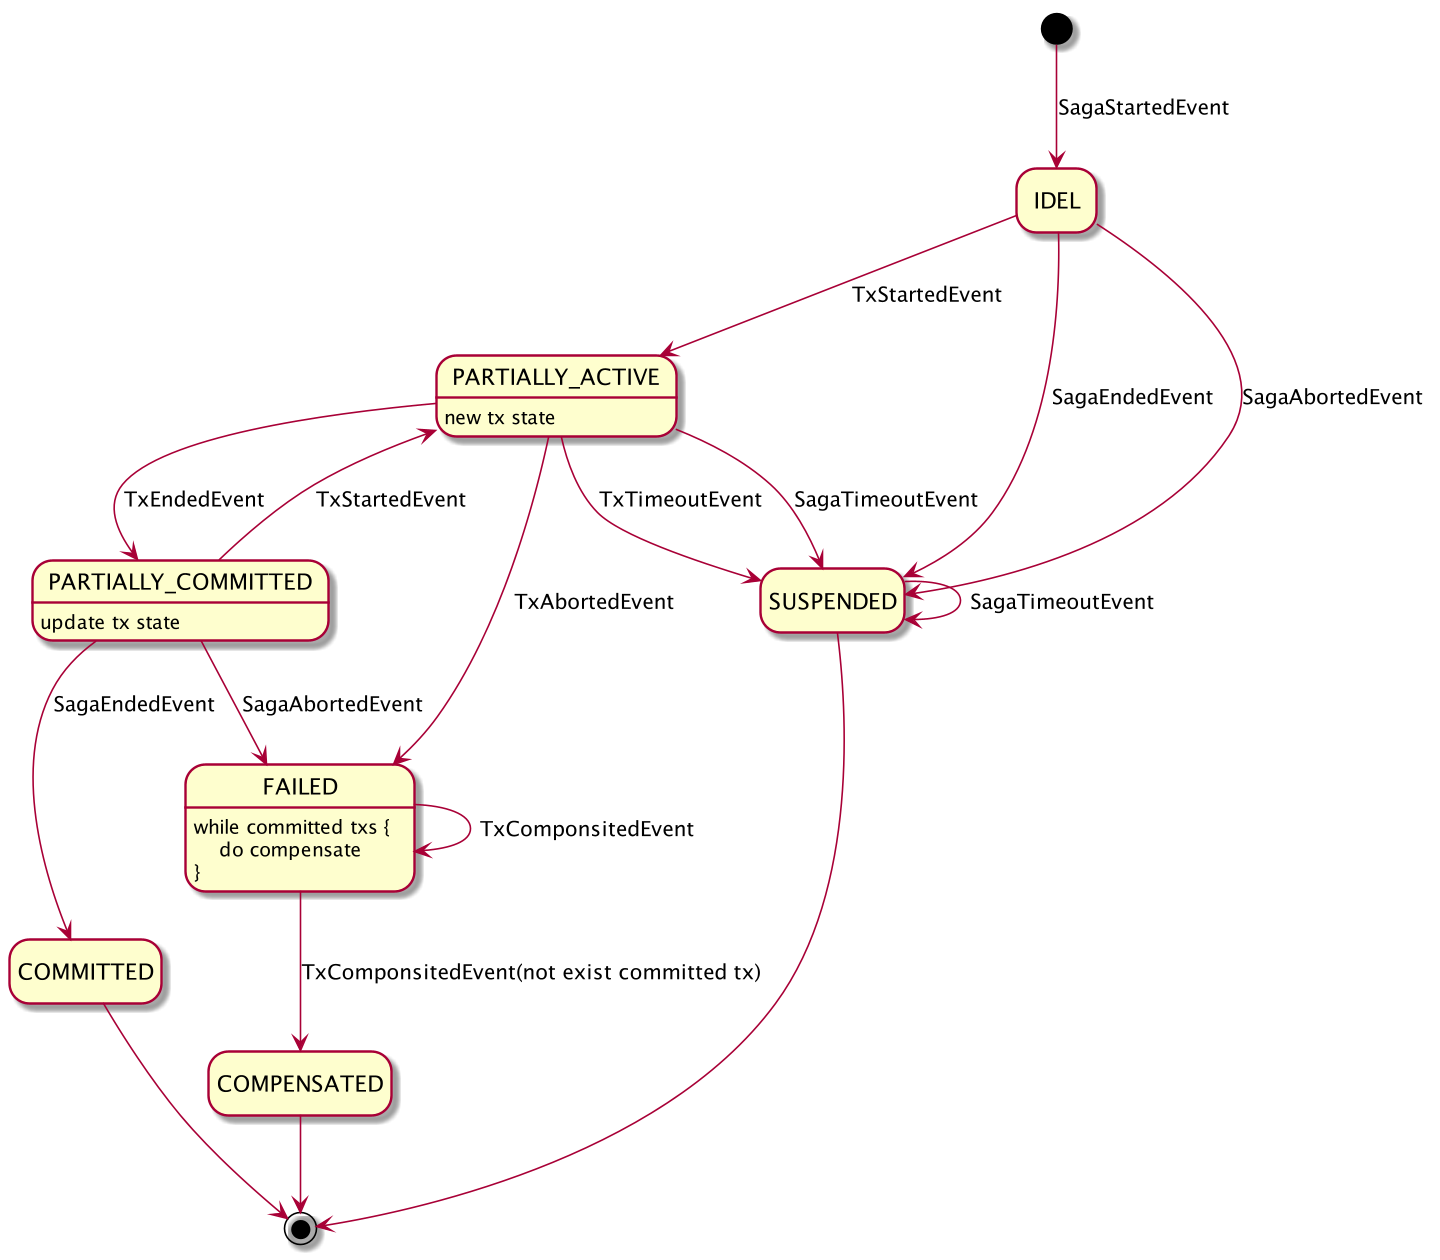 SagaStartedEvent
IDEL
TxStartedEvent
PARTIALLY_ACTIVE
new tx state
SagaEndedEvent
SagaAbortedEvent
TxEndedEvent
TxStartedEvent
TxTimeoutEvent
SagaTimeoutEvent
PARTIALLY_COMMITTED
update tx state
TxAbortedEvent
SUSPENDED
SagaTimeoutEvent
SagaEndedEvent
SagaAbortedEvent
FAILED
while committed txs {
do compensate
}
TxComponsitedEvent
COMMITTED
TxComponsitedEvent(not exist committed tx)
COMPENSATED